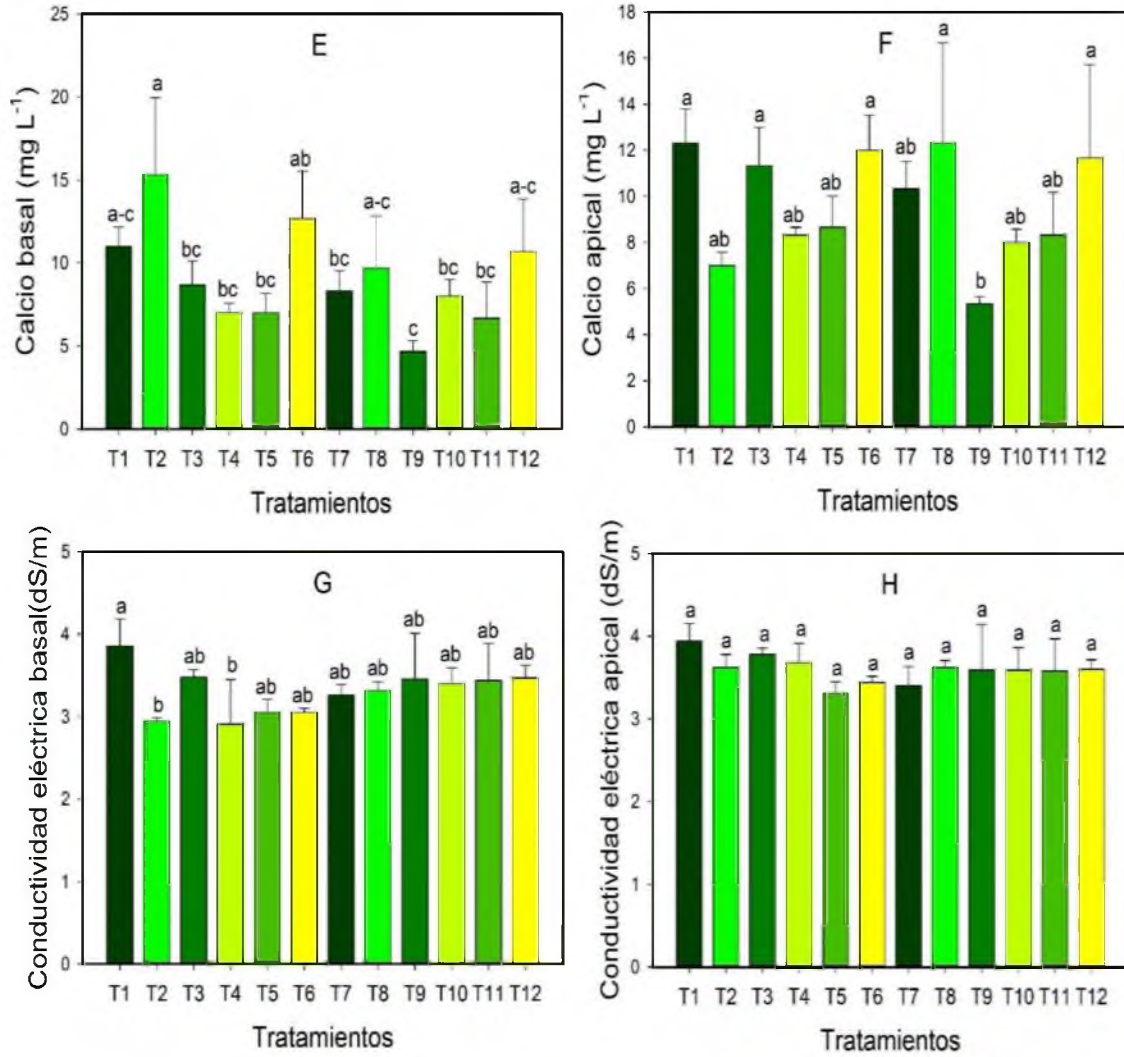 Calcio basal (mg L⁻¹)
25
20
15
10
5
0
E
a-c
a
bc
bc
bc
ab
bc
a-c
c
bc
bc
a-c
T1 T2 T3 T4 T5 T6 T7 T8 T9 T10 T11 T12
Tratamientos
Calcio apical (mg L⁻¹)
18
16
14
12
10
8
6
4
2
0
F
a
ab
a
ab
ab
a
ab
a
b
ab
ab
a
T1 T2 T3 T4 T5 T6 T7 T8 T9 T10 T11 T12
Tratamientos
Conductividad eléctrica basal(dS/m)
5
4
3
2
1
0
G
a
b
ab
b
ab
ab
ab
ab
ab
ab
ab
ab
T1 T2 T3 T4 T5 T6 T7 T8 T9 T10 T11 T12
Tratamientos
Conductividad eléctrica apical (dS/m)
5
4
3
2
1
0
H
a
a
a
a
a
a
a
a
a
a
a
a
T1 T2 T3 T4 T5 T6 T7 T8 T9 T10 T11 T12
Tratamientos